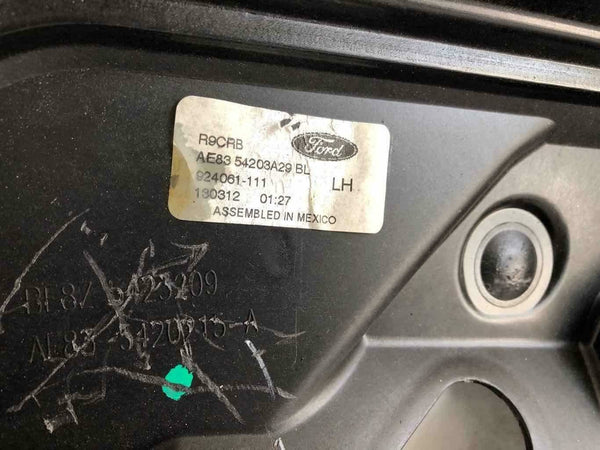 R9CRB Ford
AE83 54203A29 BL
924061-111 LH
130312 01:27
ASSEMBLED IN MEXICO